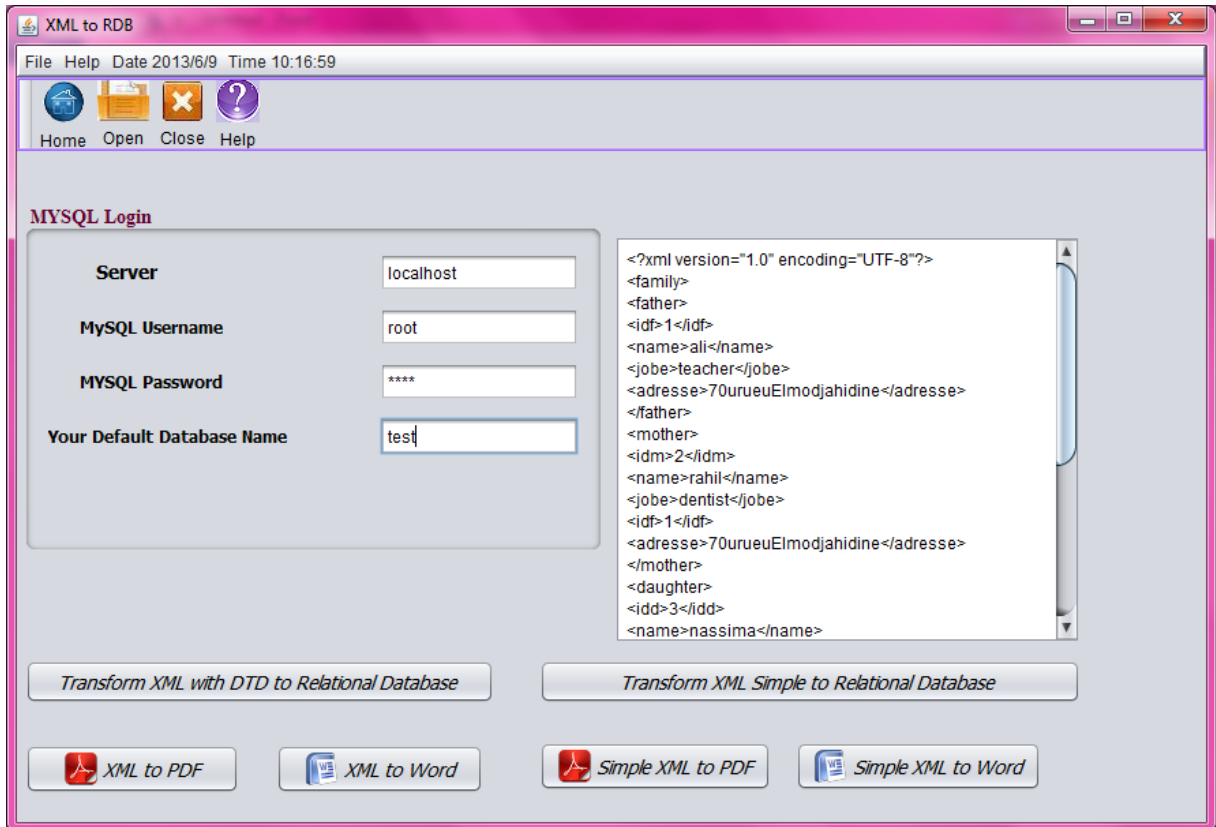 XML to RDB
File Help Date 2013/6/9 Time 10:16:59
Home Open Close Help
MYSQL Login
Server localhost
MySQL Username root
MYSQL Password ****
Your Default Database Name test
<?xml version="1.0" encoding="UTF-8"?>
<family>
<father>
<idf>1</idf>
<name>ali</name>
<jobe>teacher</jobe>
<adresse>70urueuElmodjahidine</adresse>
</father>
<mother>
<idm>2</idm>
<name>rahil</name>
<jobe>dentist</jobe>
<idf>1</idf>
<adresse>70urueuElmodjahidine</adresse>
</mother>
<daughter>
<idd>3</idd>
<name>nassima</name>
Transform XML with DTD to Relational Database
Transform XML Simple to Relational Database
XML to PDF
XML to Word
Simple XML to PDF
Simple XML to Word